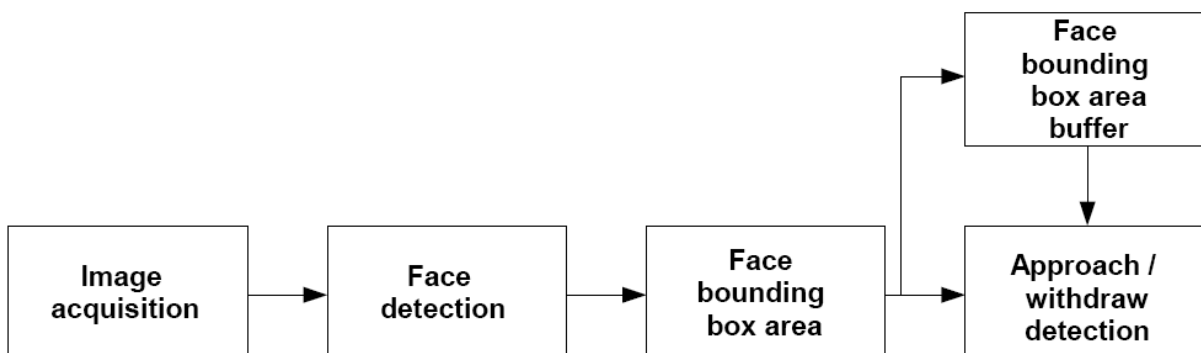 Face
bounding
box area
buffer
Image
acquisition
Face
detection
Face
bounding
box area
Approach /
withdraw
detection